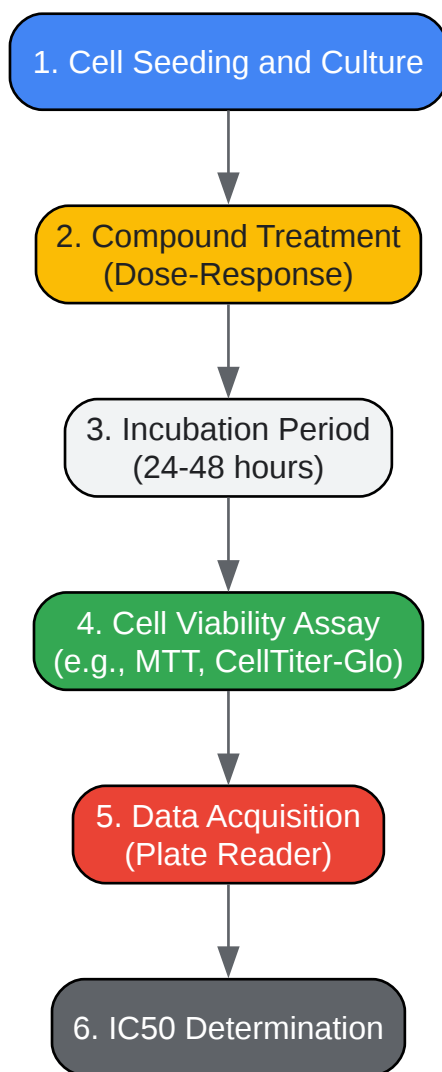 1. Cell Seeding and Culture
2. Compound Treatment
(Dose-Response)
3. Incubation Period
(24-48 hours)
4. Cell Viability Assay
(e.g., MTT, CellTiter-Glo)
5. Data Acquisition
(Plate Reader)
6. IC50 Determination